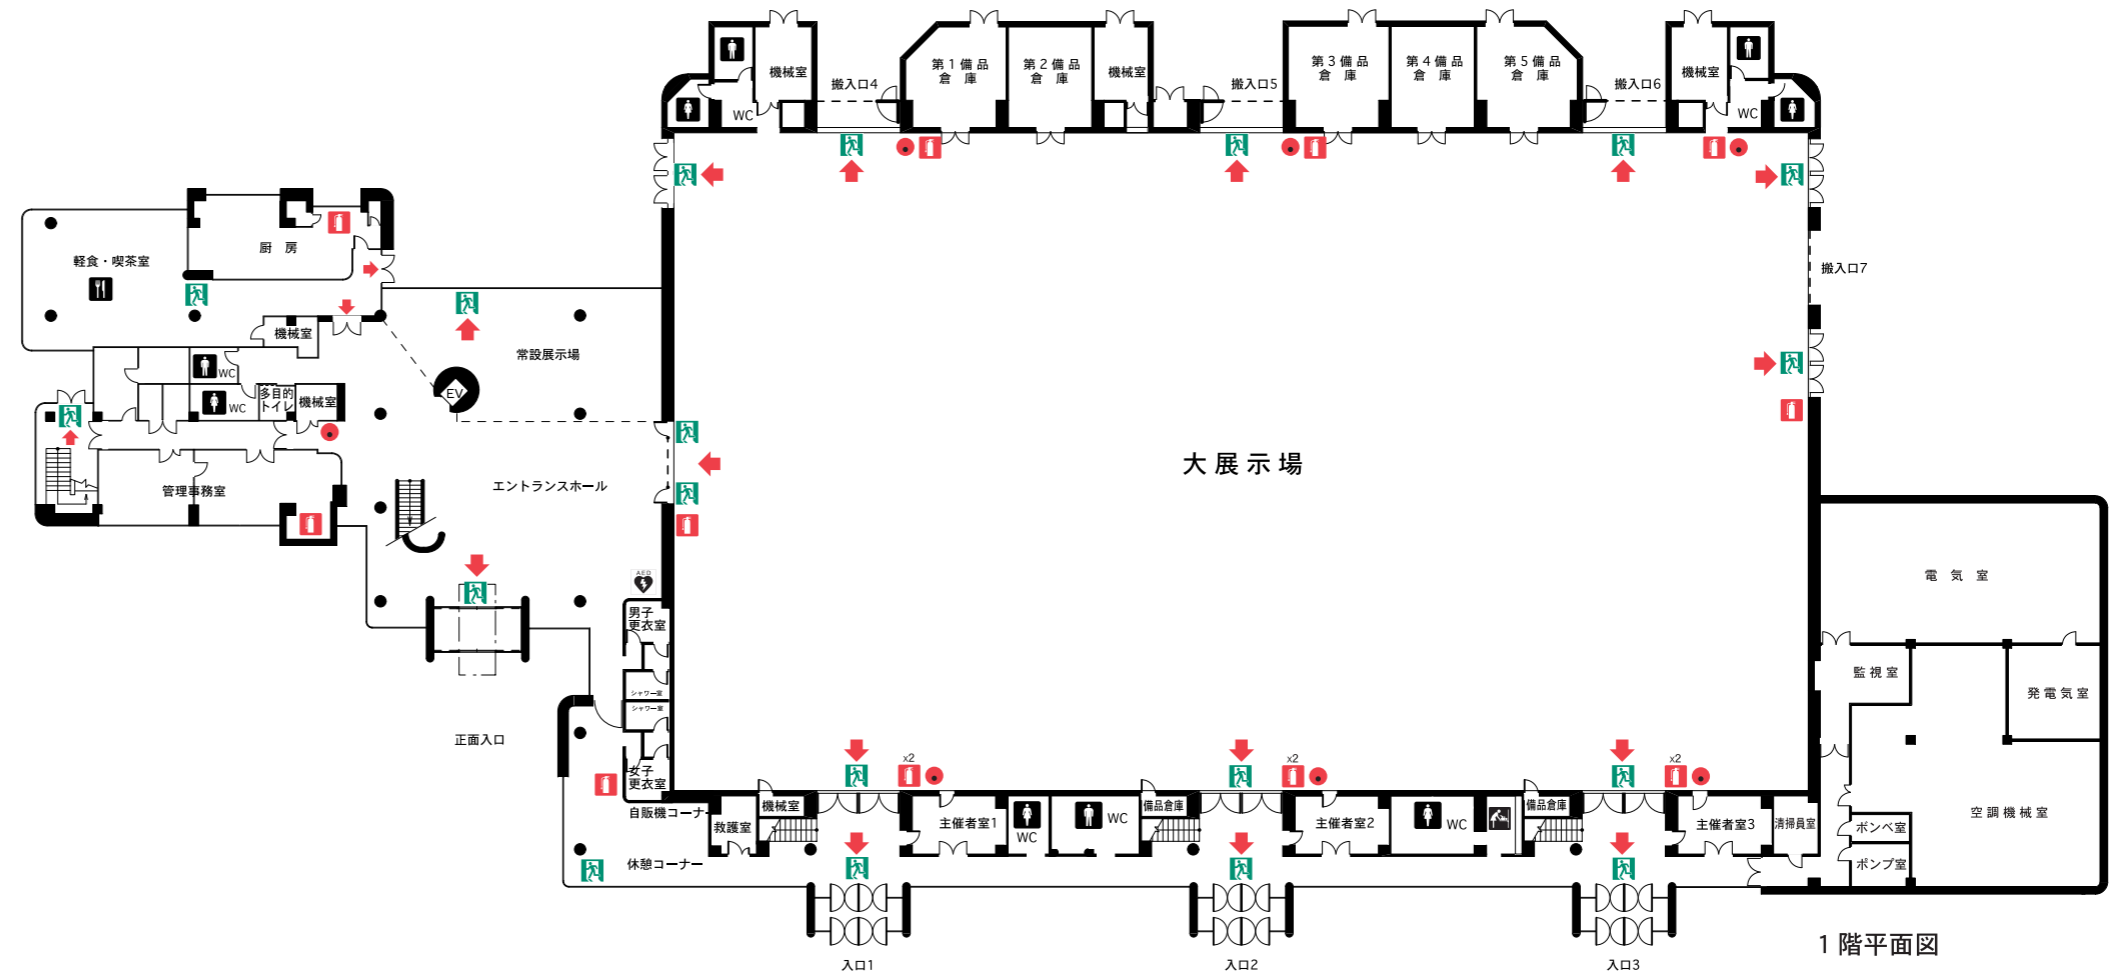 第1備品
倉 庫
第2備品
倉 庫
機械室
機械室
搬入口4
WC
搬入口5
第3備品
倉 庫
第4備品
倉 庫
第5備品
倉 庫
搬入口6
機械室
WC
搬入口7
厨 房
軽食・喫茶室
機械室
常設展示場
WC
EV
多目的
トイレ
機械室
WC
管理事務室
エントランスホール
大展示場
AED
男子
更衣室
シャワー室
シャワー室
女子
更衣室
正面入口
電 気 室
監視室
発電気室
空調機械室
ボンベ室
ポンプ室
x2
x2
x2
自販機コーナー
休憩コーナー
救護室
機械室
主催者室1
WC
WC
備品倉庫
主催者室2
WC
備品倉庫
主催者室3
清掃員室
入口1
入口2
入口3
1階平面図